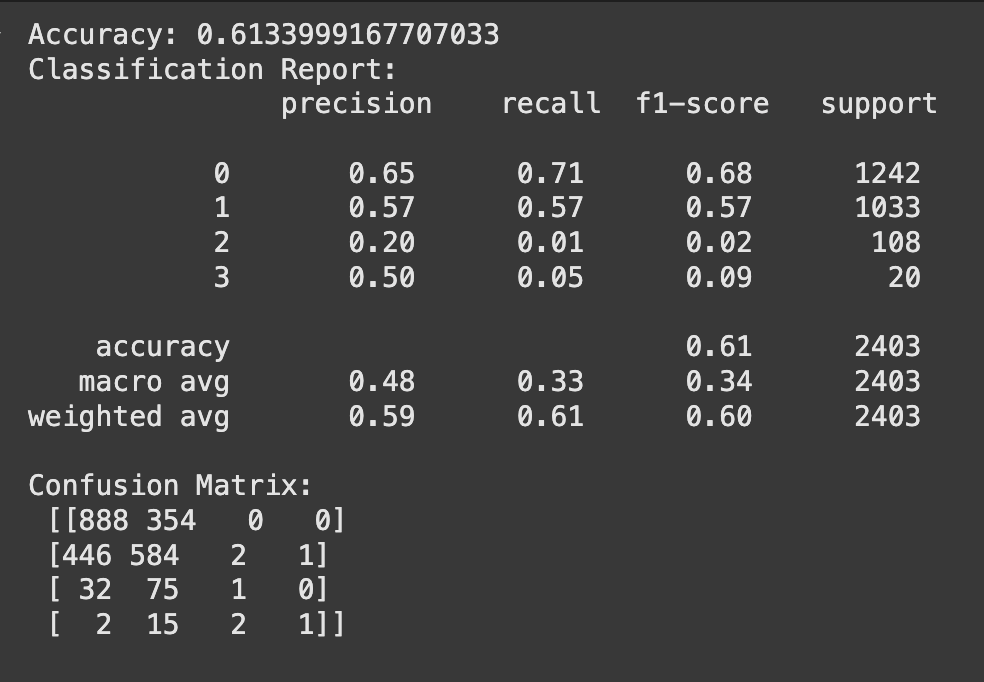 Accuracy: 0.6133999167707033
Classification Report:
              precision    recall  f1-score   support

           0       0.65      0.71      0.68      1242
           1       0.57      0.57      0.57      1033
           2       0.20      0.01      0.02       108
           3       0.50      0.05      0.09        20

    accuracy                           0.61      2403
   macro avg       0.48      0.33      0.34      2403
weighted avg       0.59      0.61      0.60      2403

Confusion Matrix:
 [[888 354   0   0]
 [446 584   2   1]
 [ 32  75   1   0]
 [  2  15   2   1]]